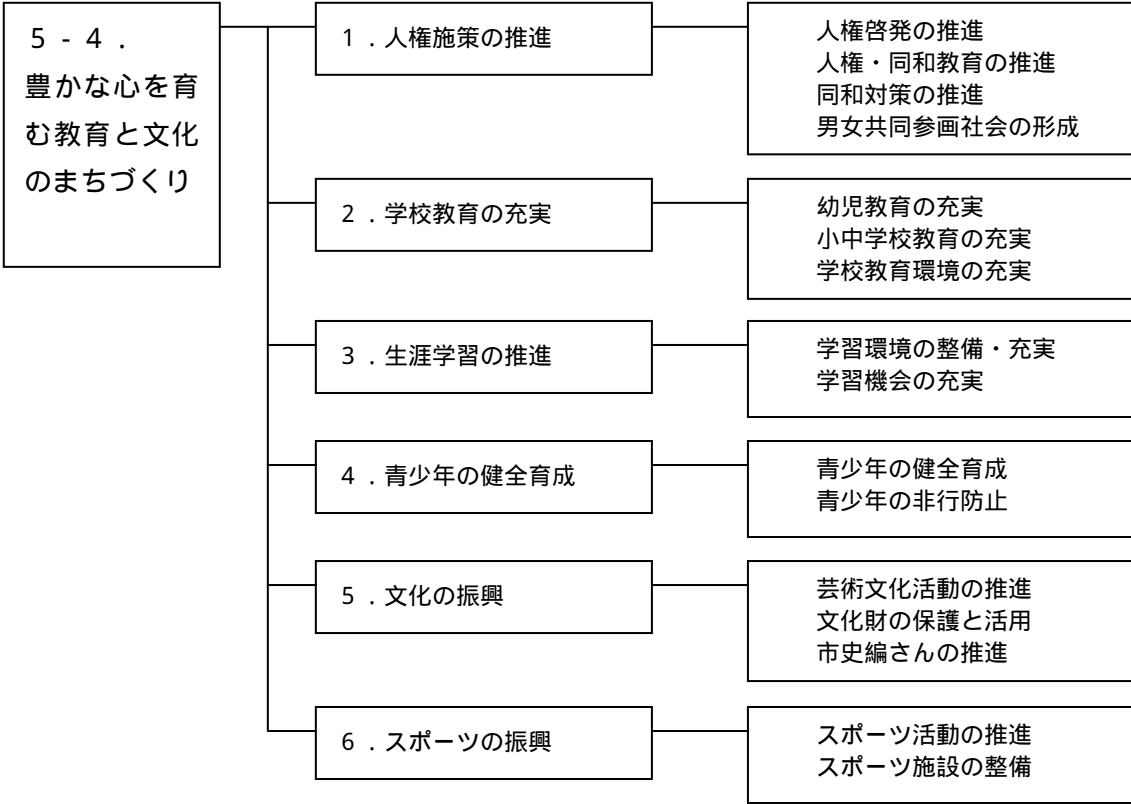 5-4．
豊かな心を育
む教育と文化
のまちづくり
1．人権施策の推進
人権啓発の推進
人権・同和教育の推進
同和対策の推進
男女共同参画社会の形成
2．学校教育の充実
幼児教育の充実
小中学校教育の充実
学校教育環境の充実
3．生涯学習の推進
学習環境の整備・充実
学習機会の充実
4．青少年の健全育成
青少年の健全育成
青少年の非行防止
5．文化の振興
芸術文化活動の推進
文化財の保護と活用
市史編さんの推進
6．スポーツの振興
スポーツ活動の推進
スポーツ施設の整備